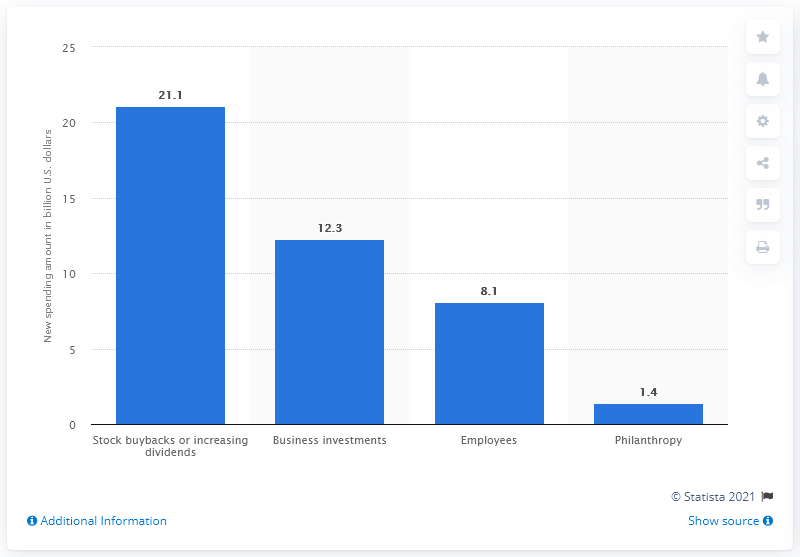 New spending amount in billion U.S. dollars
25
20
15
10
5
0
21.1
12.3
8.1
1.4
Stock buybacks or increasing
dividends
Business investments
Employees
Philanthropy
© Statista 2021
Additional Information
Show source